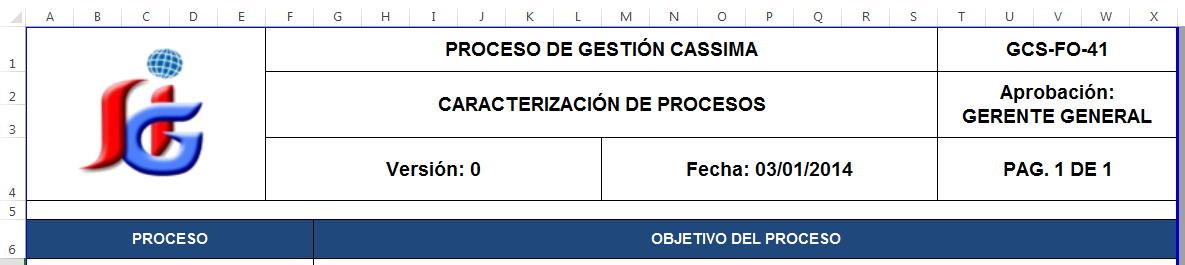 A B C D E F G H I J K L M N O P Q R S T U V W X
1 PROCESO DE GESTIÓN CASSIMA GCS-FO-41
2 CARACTERIZACIÓN DE PROCESOS Aprobación:
3 GERENTE GENERAL
SIG
4 Versión: 0 Fecha: 03/01/2014 PAG. 1 DE 1
5
6 PROCESO OBJETIVO DEL PROCESO